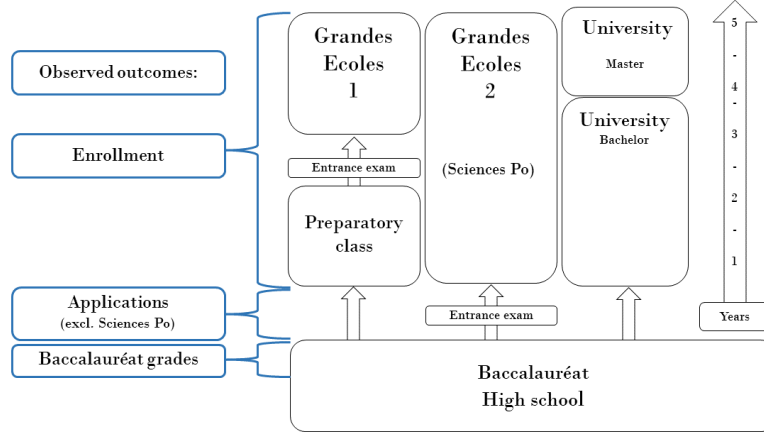 Observed outcomes:
Enrollment
Applications
(excl. Sciences Po)
Baccalauréat grades
Grandes
Ecoles
1
Entrance exam
Preparatory
class
Grandes
Ecoles
2
(Sciences Po)
Entrance exam
University
Master
University
Bachelor
Baccalauréat
High school
5
-
4
-
3
-
2
-
1
Years